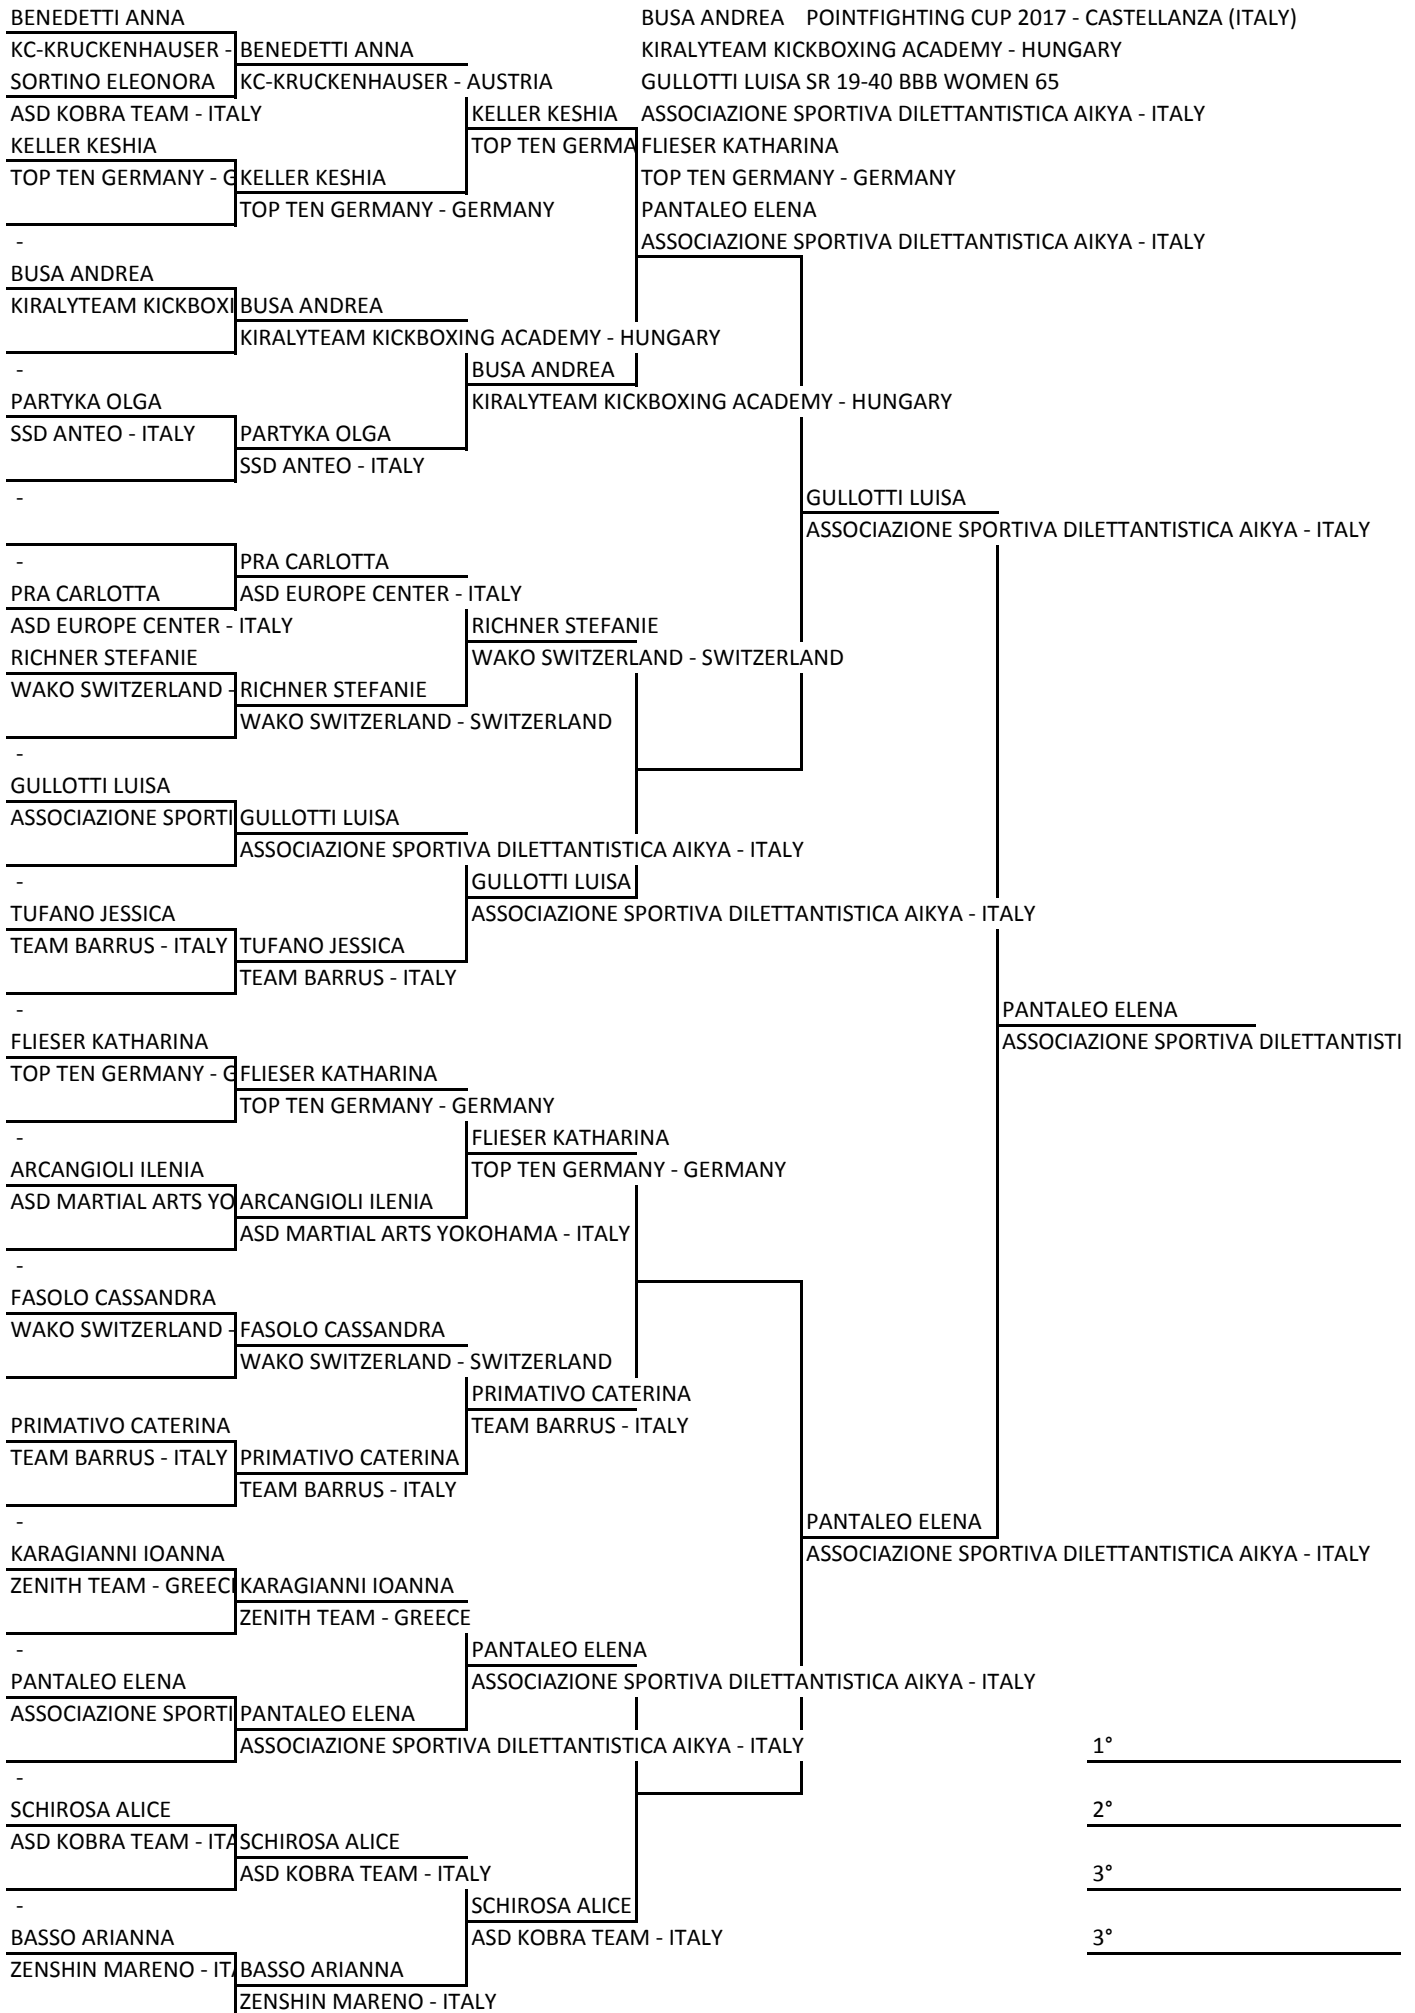 BENEDETTI ANNA BUSA ANDREA POINTFIGHTING CUP 2017 - CASTELLANZA (ITALY)
KC-KRUCKENHAUSER - BENEDETTI ANNA KIRALYTEAM KICKBOXING ACADEMY - HUNGARY
SORTINO ELEONORA KC-KRUCKENHAUSER - AUSTRIA GULLOTTI LUISA SR 19-40 BBB WOMEN 65
ASD KOBRA TEAM - ITALY KELLER KESHIA ASSOCIAZIONE SPORTIVA DILETTANTISTICA AIKYA - ITALY
KELLER KESHIA TOP TEN GERMA FLIESER KATHARINA
TOP TEN GERMANY - G KELLER KESHIA TOP TEN GERMANY - GERMANY
TOP TEN GERMANY - GERMANY PANTALEO ELENA
- ASSOCIAZIONE SPORTIVA DILETTANTISTICA AIKYA - ITALY
BUSA ANDREA
KIRALYTEAM KICKBOXI BUSA ANDREA
KIRALYTEAM KICKBOXING ACADEMY - HUNGARY
- BUSA ANDREA
PARTYKA OLGA KIRALYTEAM KICKBOXING ACADEMY - HUNGARY
SSD ANTEO - ITALY PARTYKA OLGA
SSD ANTEO - ITALY
- GULLOTTI LUISA
ASSOCIAZIONE SPORTIVA DILETTANTISTICA AIKYA - ITALY
- PRA CARLOTTA
PRA CARLOTTA ASD EUROPE CENTER - ITALY
ASD EUROPE CENTER - ITALY RICHNER STEFANIE
RICHNER STEFANIE WAKO SWITZERLAND - SWITZERLAND
WAKO SWITZERLAND - RICHNER STEFANIE
WAKO SWITZERLAND - SWITZERLAND
-
GULLOTTI LUISA
ASSOCIAZIONE SPORTI GULLOTTI LUISA
ASSOCIAZIONE SPORTIVA DILETTANTISTICA AIKYA - ITALY
- GULLOTTI LUISA
TUFANO JESSICA ASSOCIAZIONE SPORTIVA DILETTANTISTICA AIKYA - ITALY
TEAM BARRUS - ITALY TUFANO JESSICA
TEAM BARRUS - ITALY
- PANTALEO ELENA
FLIESER KATHARINA ASSOCIAZIONE SPORTIVA DILETTANTISTI
TOP TEN GERMANY - G FLIESER KATHARINA
TOP TEN GERMANY - GERMANY
- FLIESER KATHARINA
ARCANGIOLI ILENIA TOP TEN GERMANY - GERMANY
ASD MARTIAL ARTS YO ARCANGIOLI ILENIA
ASD MARTIAL ARTS YOKOHAMA - ITALY
-
FASOLO CASSANDRA
WAKO SWITZERLAND - FASOLO CASSANDRA
WAKO SWITZERLAND - SWITZERLAND
PRIMATIVO CATERINA
PRIMATIVO CATERINA TEAM BARRUS - ITALY
TEAM BARRUS - ITALY PRIMATIVO CATERINA
TEAM BARRUS - ITALY
- PANTALEO ELENA
KARAGIANNI IOANNA ASSOCIAZIONE SPORTIVA DILETTANTISTICA AIKYA - ITALY
ZENITH TEAM - GREECE KARAGIANNI IOANNA
ZENITH TEAM - GREECE
- PANTALEO ELENA
PANTALEO ELENA ASSOCIAZIONE SPORTIVA DILETTANTISTICA AIKYA - ITALY
ASSOCIAZIONE SPORTI PANTALEO ELENA
ASSOCIAZIONE SPORTIVA DILETTANTISTICA AIKYA - ITALY 1°
-
SCHIROSA ALICE 2°
ASD KOBRA TEAM - ITA SCHIROSA ALICE
ASD KOBRA TEAM - ITALY 3°
- SCHIROSA ALICE
BASSO ARIANNA ASD KOBRA TEAM - ITALY 3°
ZENSHIN MARENO - ITA BASSO ARIANNA
ZENSHIN MARENO - ITALY